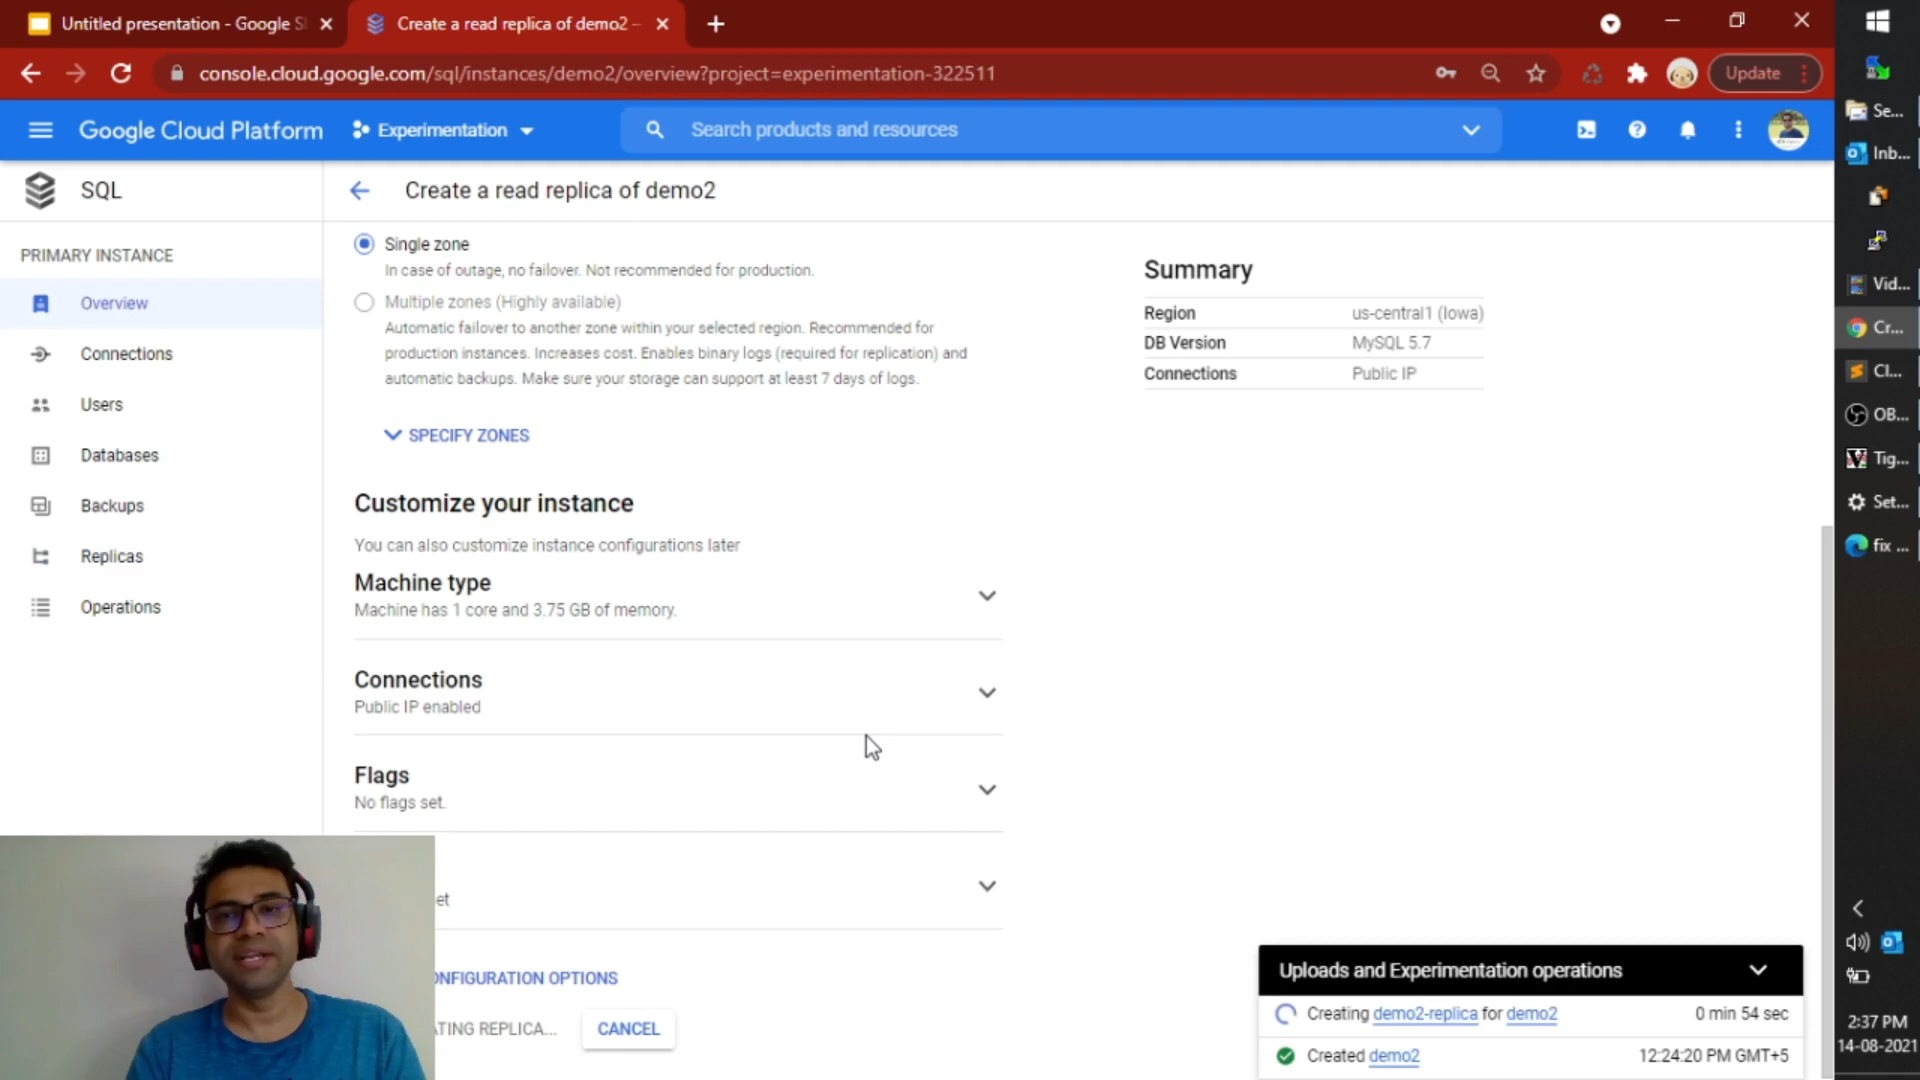 Untitled presentation - Google S
Create a read replica of demo2 -
console.cloud.google.com/sql/instances/demo2/overview?project=experimentation-322511
Update
Google Cloud Platform
Experimentation
Search products and resources
SQL
Create a read replica of demo2
PRIMARY INSTANCE
Overview
Connections
Users
Databases
Backups
Replicas
Operations
Single zone
In case of outage, no failover. Not recommended for production.
Multiple zones (Highly available)
Automatic failover to another zone within your selected region. Recommended for
production instances. Increases cost. Enables binary logs (required for replication) and
automatic backups. Make sure your storage can support at least 7 days of logs.
SPECIFY ZONES
Customize your instance
You can also customize instance configurations later
Machine type
Machine has 1 core and 3.75 GB of memory.
Connections
Public IP enabled
Flags
No flags set.
et
ONFIGURATION OPTIONS
ATING REPLICA...
CANCEL
Summary
Region us-central1 (Iowa)
DB Version MySQL 5.7
Connections Public IP
Uploads and Experimentation operations
Creating demo2-replica for demo2 0 min 54 sec
Created demo2 12:24:20 PM GMT+5
Se...
Inb...
Vid...
Cr...
Cl...
OB...
Tig...
Set...
fix ...
2:37 PM
14-08-2021